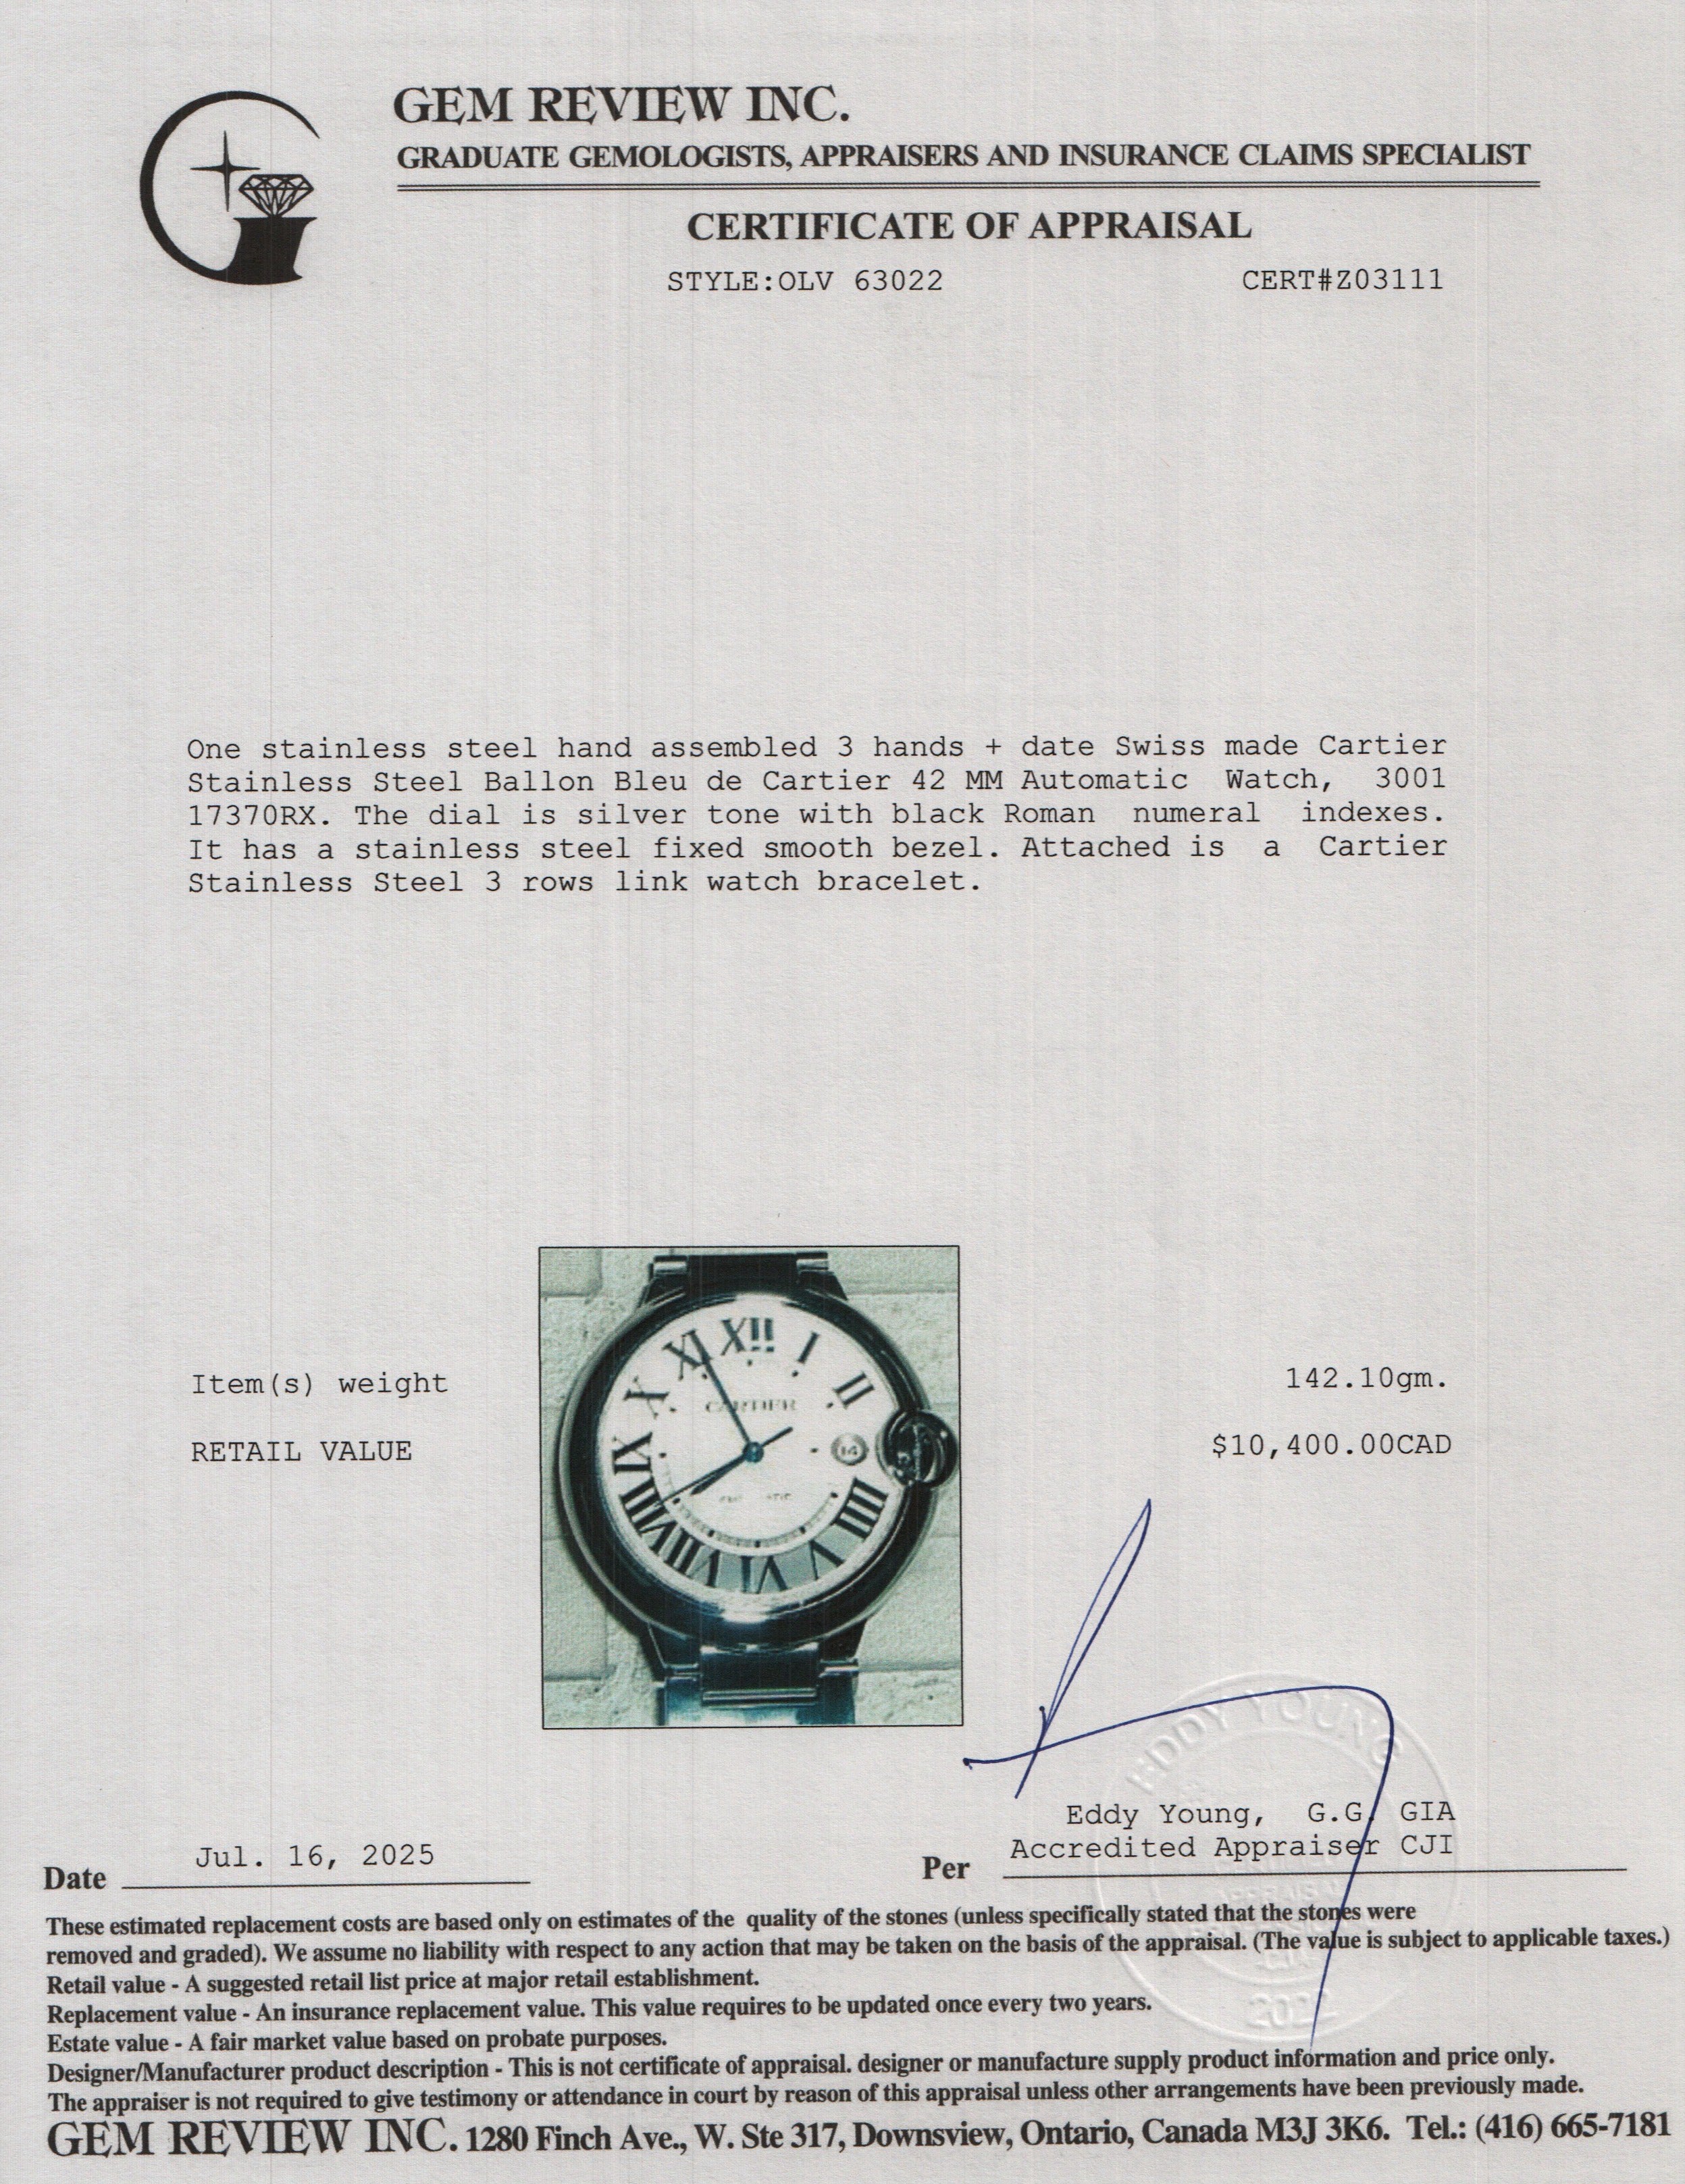 GEM REVIEW INC.
GRADUATE GEMOLOGISTS, APPRAISERS AND INSURANCE CLAIMS SPECIALIST
CERTIFICATE OF APPRAISAL
STYLE:OLV 63022 CERT#Z03111
One stainless steel hand assembled 3 hands + date Swiss made Cartier
Stainless Steel Ballon Bleu de Cartier 42 MM Automatic Watch, 3001
17370RX. The dial is silver tone with black Roman numeral indexes.
It has a stainless steel fixed smooth bezel. Attached is a Cartier
Stainless Steel 3 rows link watch bracelet.
XII
I
II
IIII
V
VI
VII
VIII
IX
X
XI
CARTIER
14
Item(s) weight 142.10gm.
RETAIL VALUE $10,400.00CAD
EDDY YOUNG
Eddy Young, G.G. GIA
Accredited Appraiser CJI
Date Jul. 16, 2025 Per
2022
These estimated replacement costs are based only on estimates of the quality of the stones (unless specifically stated that the stones were
removed and graded). We assume no liability with respect to any action that may be taken on the basis of the appraisal. (The value is subject to applicable taxes.)
Retail value - A suggested retail list price at major retail establishment.
Replacement value - An insurance replacement value. This value requires to be updated once every two years.
Estate value - A fair market value based on probate purposes.
Designer/Manufacturer product description - This is not certificate of appraisal. designer or manufacture supply product information and price only.
The appraiser is not required to give testimony or attendance in court by reason of this appraisal unless other arrangements have been previously made.
GEM REVIEW INC. 1280 Finch Ave., W. Ste 317, Downsview, Ontario, Canada M3J 3K6. Tel.: (416) 665-7181